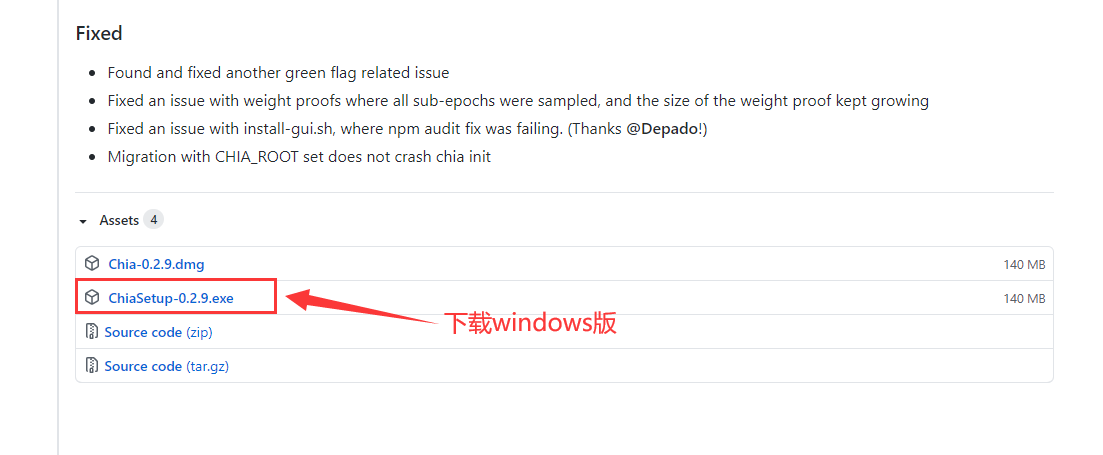 Fixed
Found and fixed another green flag related issue
Fixed an issue with weight proofs where all sub-epochs were sampled, and the size of the weight proof kept growing
Fixed an issue with install-gui.sh, where npm audit fix was failing. (Thanks @Depado!)
Migration with CHIA_ROOT set does not crash chia init
Assets 4
Chia-0.2.9.dmg 140 MB
ChiaSetup-0.2.9.exe 140 MB
下载windows版
Source code (zip)
Source code (tar.gz)